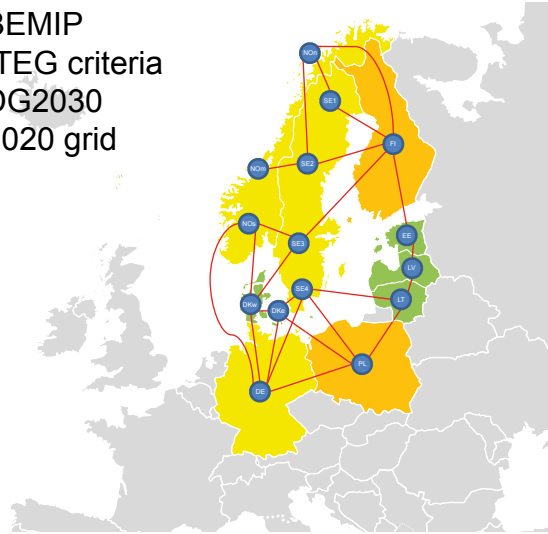 BEMIP
TEG criteria
OG2030
020 grid
NOn
SE1
FI
SE2
NOm
NOs
EE
SE3
LV
SE4
LT
DKw
DKe
PL
DE